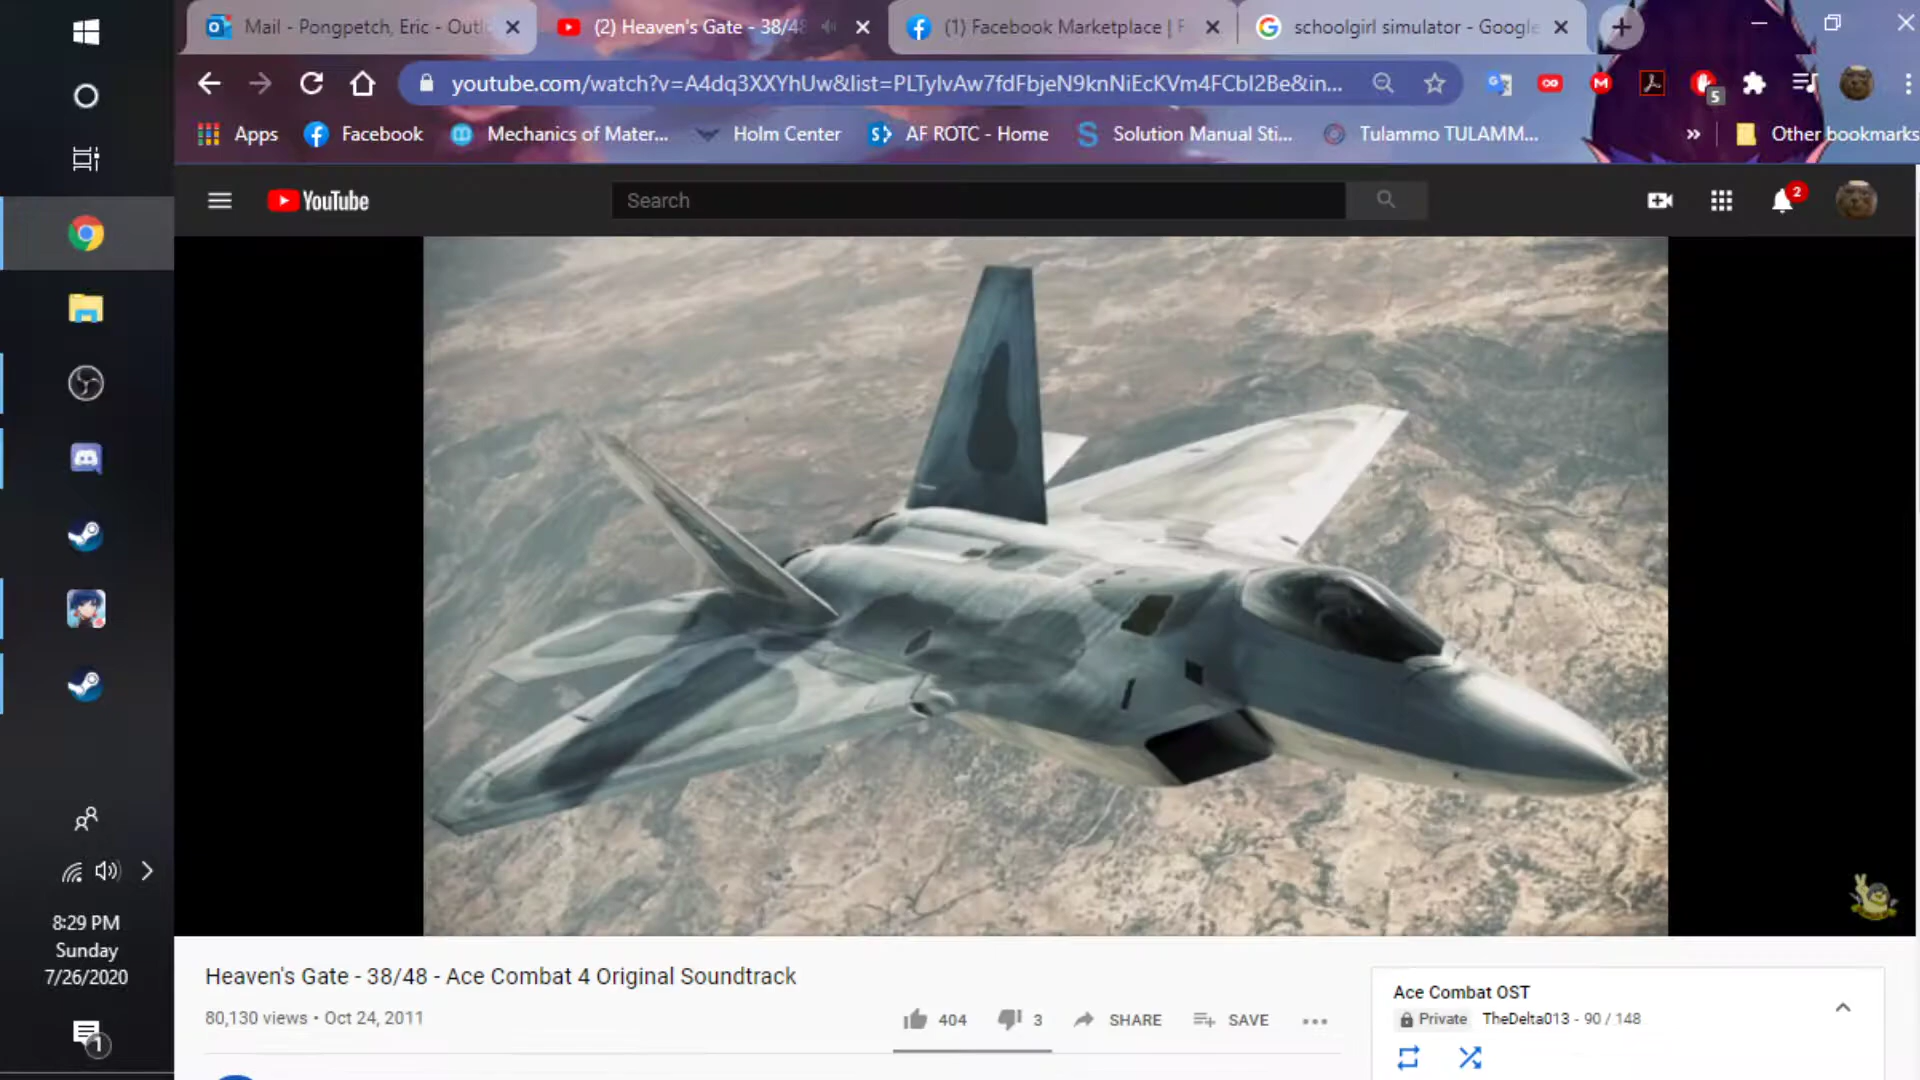 Mail - Pongpetch, Eric - Outl
(2) Heaven's Gate - 38/48
(1) Facebook Marketplace | F
schoolgirl simulator - Google
youtube.com/watch?v=A4dq3XXYhUw&list=PLTylvAw7fdFbjeN9knNiEcKVm4FCbI2Be&in...
5
Apps
Facebook
Mechanics of Mater...
Holm Center
AF ROTC - Home
Solution Manual Sti...
Tulammo TULAMM...
Other bookmarks
YouTube
Search
2
8:29 PM
Sunday
7/26/2020
1
Heaven's Gate - 38/48 - Ace Combat 4 Original Soundtrack
80,130 views • Oct 24, 2011
404
3
SHARE
SAVE
Ace Combat OST
Private TheDelta013 - 90 / 148